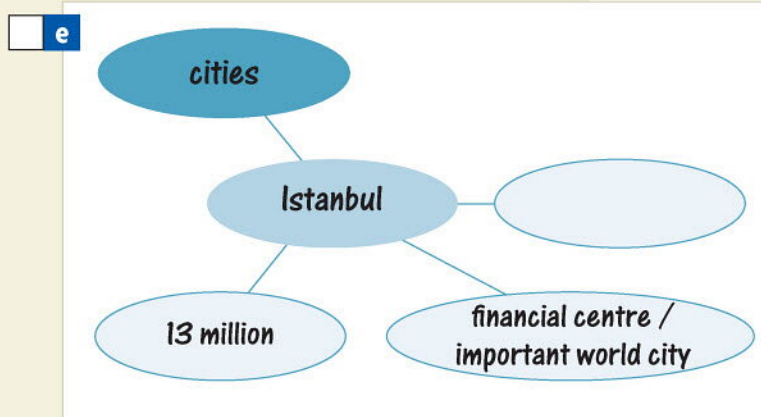 e
cities
Istanbul
13 million
financial centre /
important world city